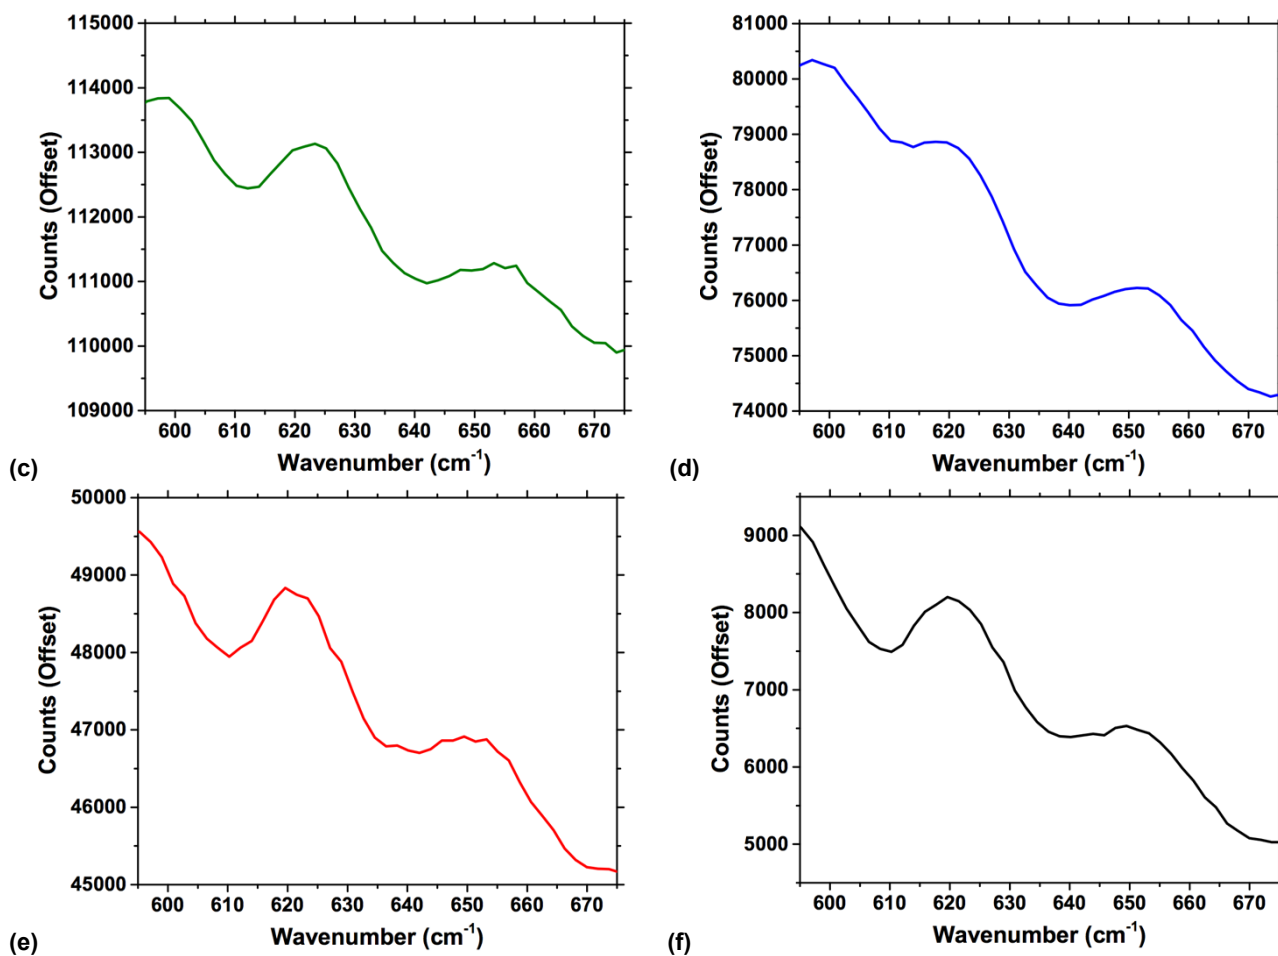 115000
114000
113000
112000
111000
110000
109000
Counts (Offset)
600 610 620 630 640 650 660 670
Wavenumber (cm-1)
(c)
81000
80000
79000
78000
77000
76000
75000
74000
Counts (Offset)
600 610 620 630 640 650 660 670
Wavenumber (cm-1)
(d)
50000
49000
48000
47000
46000
45000
Counts (Offset)
600 610 620 630 640 650 660 670
Wavenumber (cm-1)
(e)
9000
8000
7000
6000
5000
Counts (Offset)
600 610 620 630 640 650 660 670
Wavenumber (cm-1)
(f)